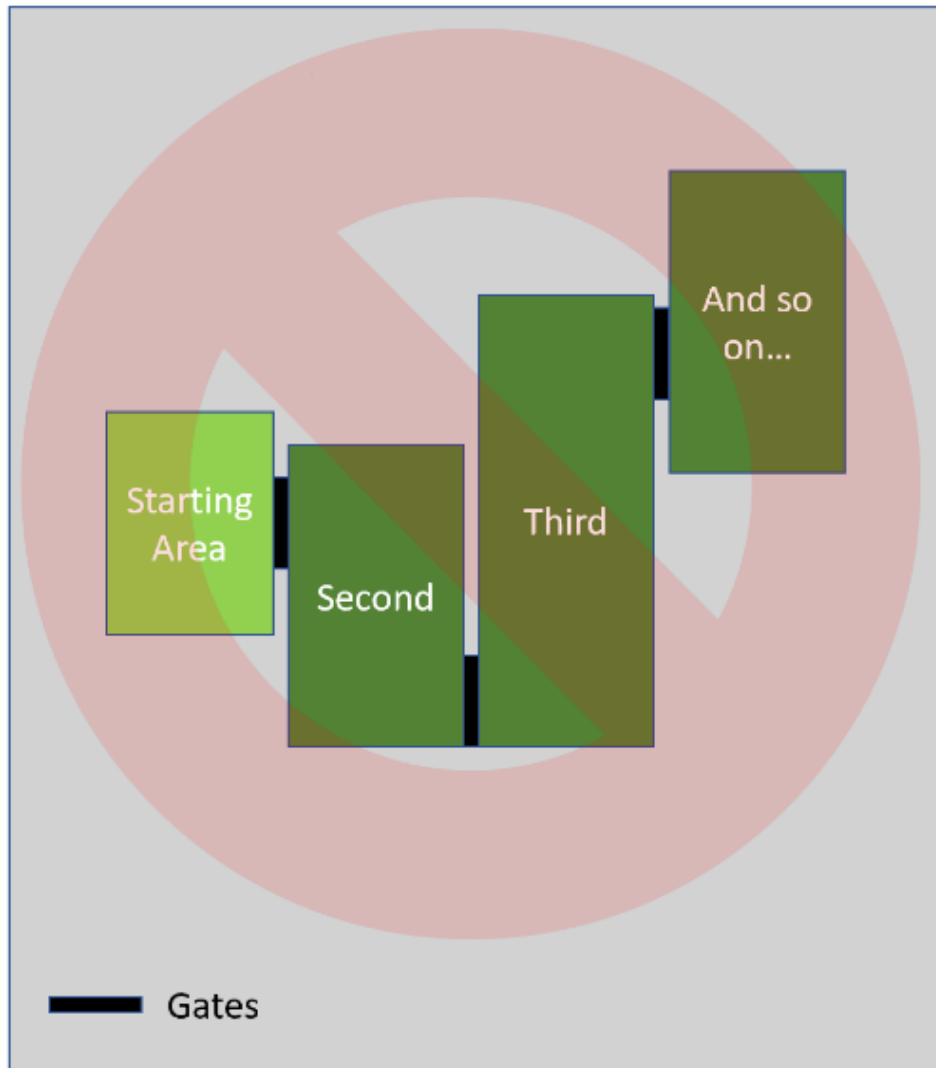 Starting
Area
Second
Third
And so
on...
Gates